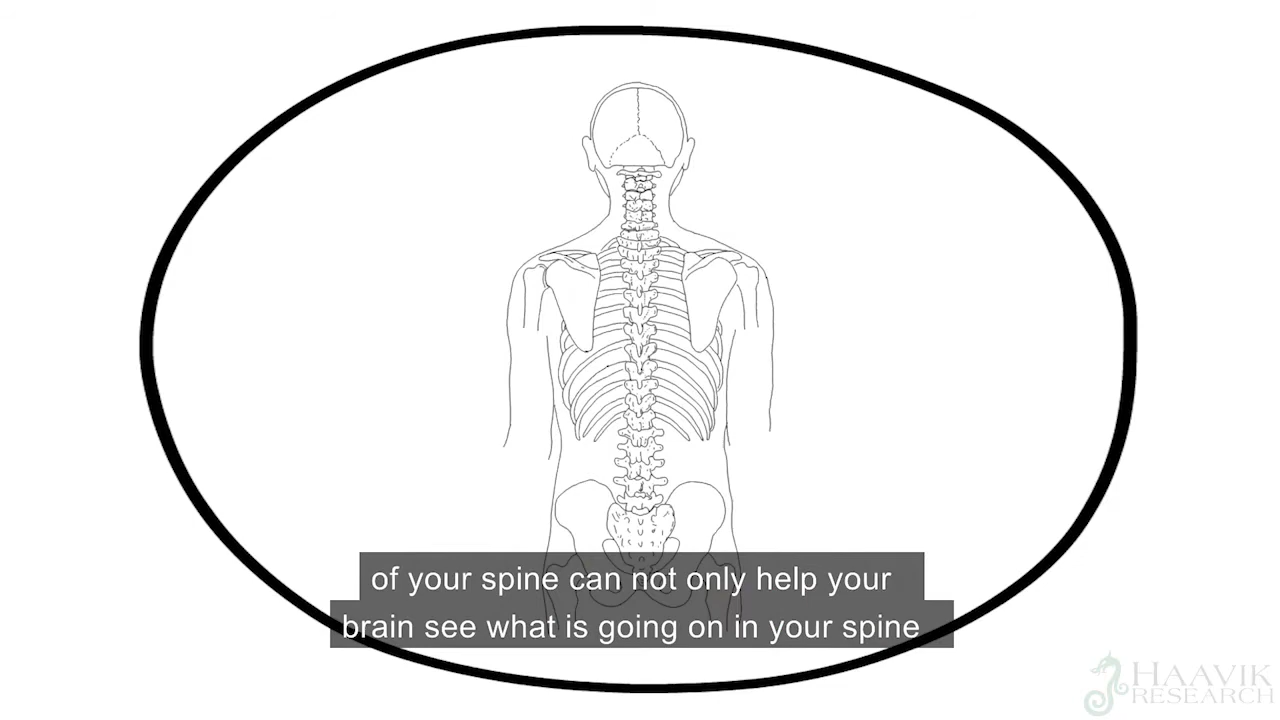 of your spine can not only help your
brain see what is going on in your spine
HAAVIK
RESEARCH